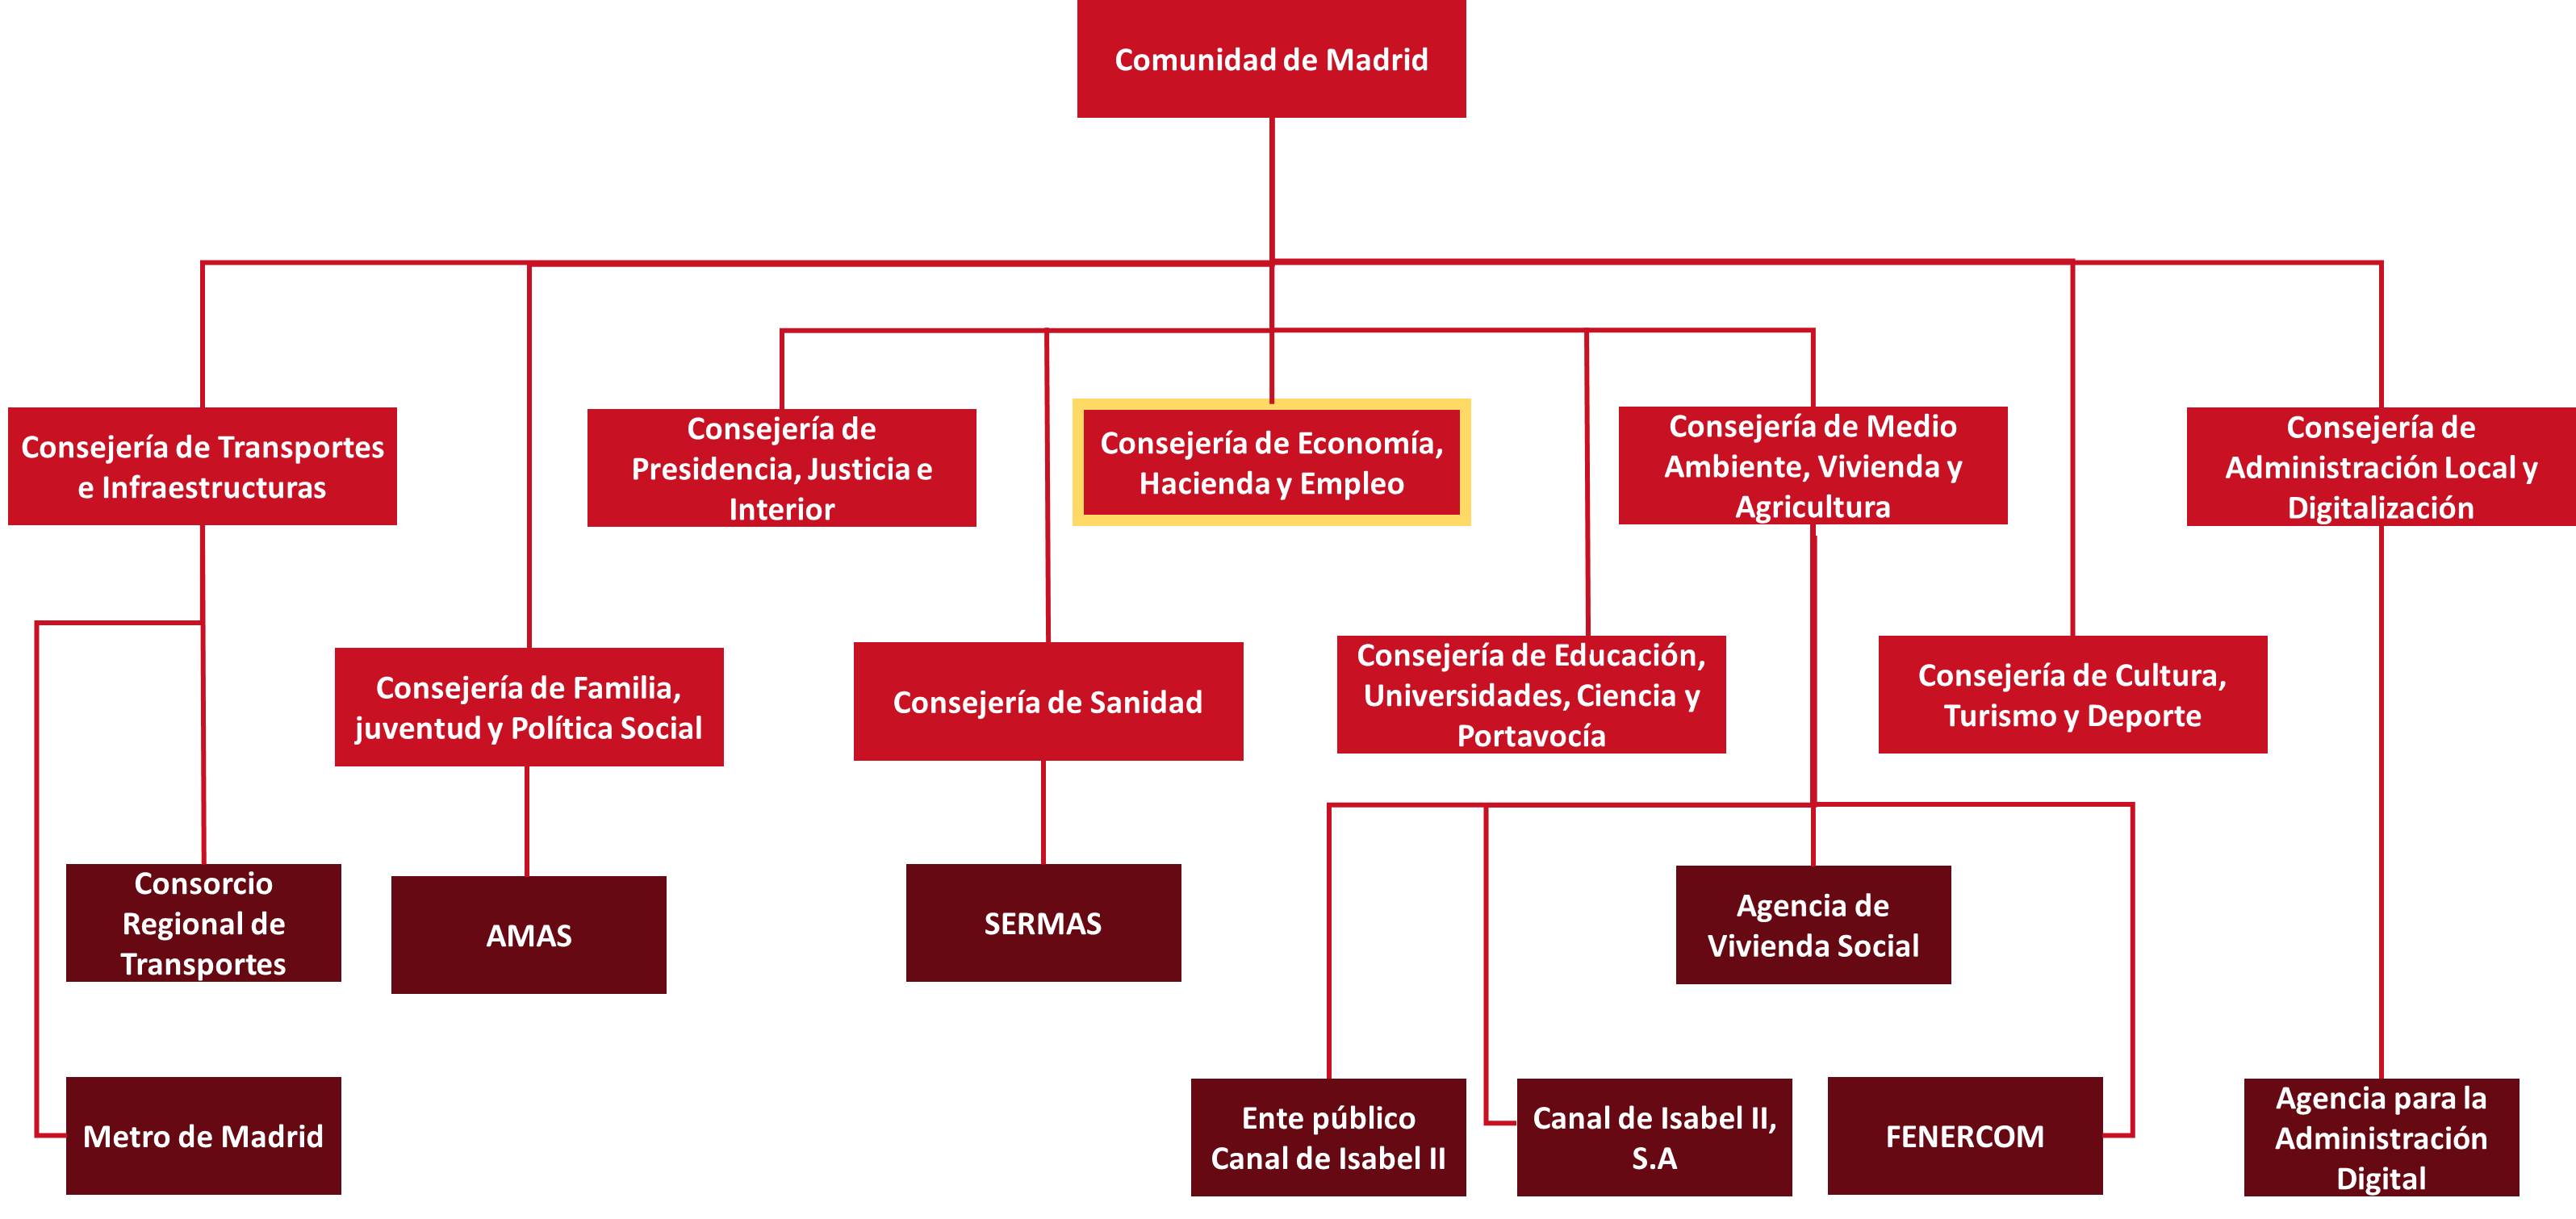 Comunidad de Madrid
Consejería de Transportes
e Infraestructuras
Consejería de
Presidencia, Justicia e
Interior
Consejería de Economía,
Hacienda y Empleo
Consejería de Medio
Ambiente, Vivienda y
Agricultura
Consejería de
Administración Local y
Digitalización
Consejería de Familia,
juventud y Política Social
Consejería de Sanidad
Consejería de Educación,
Universidades, Ciencia y
Portavocía
Consejería de Cultura,
Turismo y Deporte
Consorcio
Regional de
Transportes
AMAS
SERMAS
Agencia de
Vivienda Social
Metro de Madrid
Ente público
Canal de Isabel II
Canal de Isabel II,
S.A
FENERCOM
Agencia para la
Administración
Digital